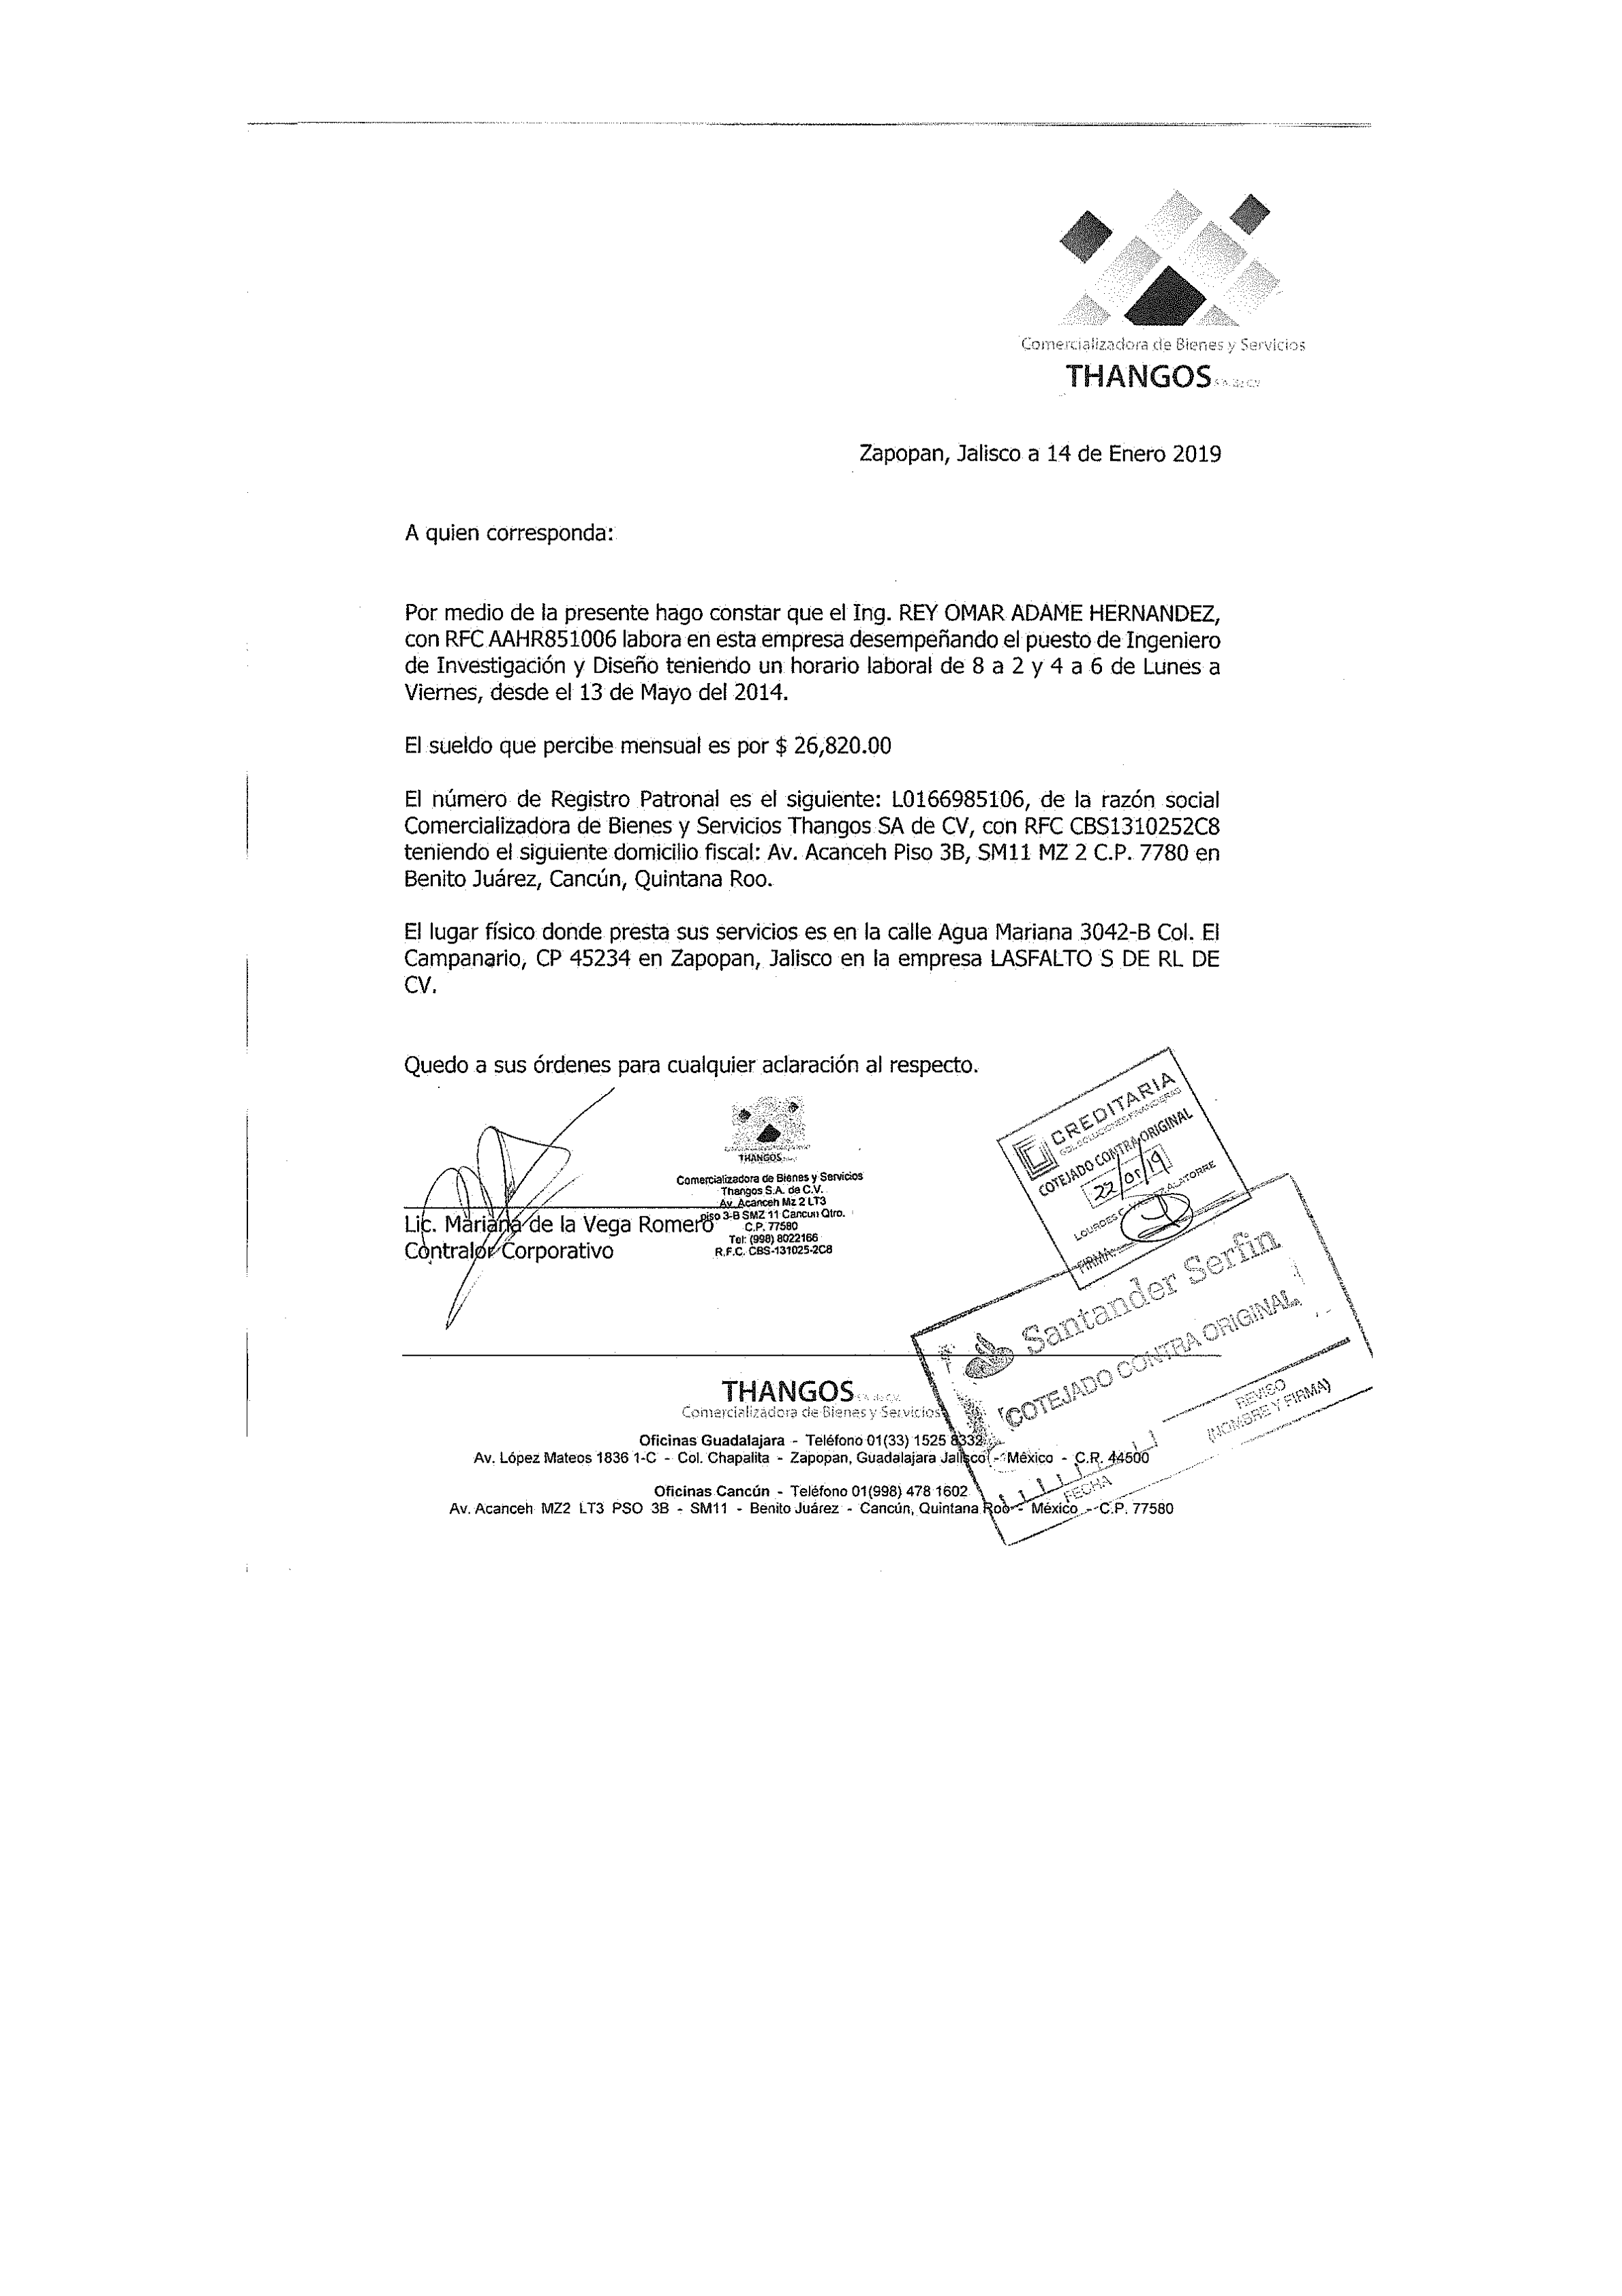 Comercializadora de Bienes y Servicios
THANGOS S.A. de C.V.
Zapopan, Jalisco a 14 de Enero 2019
A quien corresponda:
Por medio de la presente hago constar que el Ing. REY OMAR ADAME HERNANDEZ,
con RFC AAHR851006 labora en esta empresa desempeñando el puesto de Ingeniero
de Investigación y Diseño teniendo un horario laboral de 8 a 2 y 4 a 6 de Lunes a
Viernes, desde el 13 de Mayo del 2014.
El sueldo que percibe mensual es por $ 26,820.00
El número de Registro Patronal es el siguiente: L0166985106, de la razón social
Comercializadora de Bienes y Servicios Thangos SA de CV, con RFC CBS1310252C8
teniendo el siguiente domicilio fiscal: Av. Acanceh Piso 3B, SM11 MZ 2 C.P. 7780 en
Benito Juárez, Cancún, Quintana Roo.
El lugar físico donde presta sus servicios es en la calle Agua Mariana 3042-B Col. El
Campanario, CP 45234 en Zapopan, Jalisco en la empresa LASFALTO S DE RL DE
CV.
Quedo a sus órdenes para cualquier aclaración al respecto.
THANGOS
Comercializadora de Bienes y Servicios
Thangos S.A. de C.V.
Av. Acanceh Mz 2 LT3
piso 3-B SMZ 11 Cancun Qtro.
C.P. 77580
Tel: (998) 8022166
R.F.C. CBS-131025-2C8
Lic. Mariana de la Vega Romero
Contralor Corporativo
CREDITARIA
COTEJADO CONTRA ORIGINAL
22/01/19
LOURDES ZALATORRE
FIRMA:
Santander Serfin
COTEJADO CONTRA ORIGINAL
REVISO
(NOMBRE Y FIRMA)
FECHA
THANGOS
Comercializadora de Bienes y Servicios
Oficinas Guadalajara - Teléfono 01(33) 1525 8332
Av. López Mateos 1836 1-C - Col. Chapalita - Zapopan, Guadalajara Jalisco - México - C.P. 44500
Oficinas Cancún - Teléfono 01(998) 478 1602
Av. Acanceh MZ2 LT3 PSO 3B - SM11 - Benito Juárez - Cancún, Quintana Roo - México - C.P. 77580